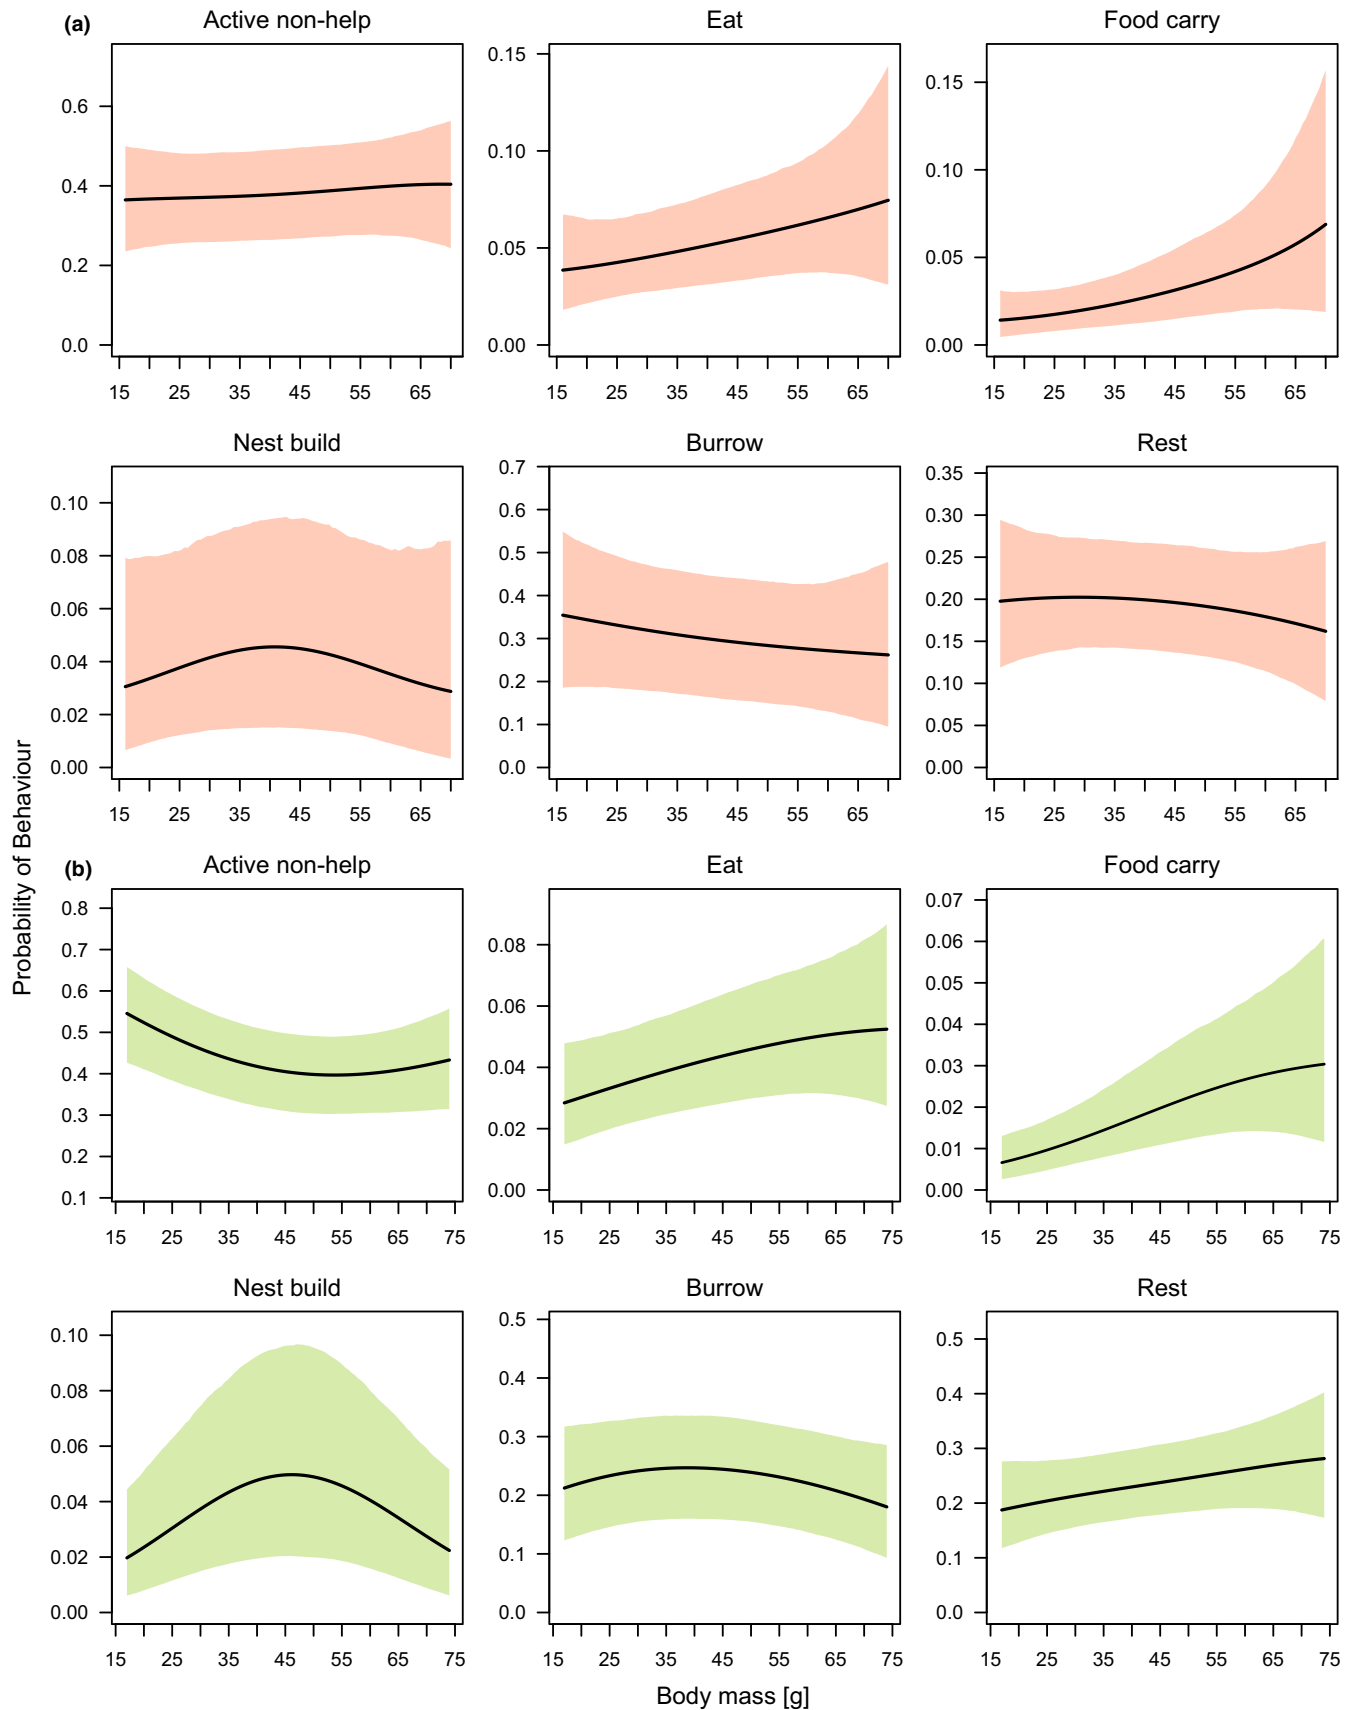 (a)
Active non-help
Eat
Food carry
0.6
0.4
0.2
0.0
0.15
0.10
0.05
0.00
0.15
0.10
0.05
0.00
15 25 35 45 55 65
15 25 35 45 55 65
15 25 35 45 55 65
Nest build
Burrow
Rest
0.10
0.08
0.06
0.04
0.02
0.00
0.7
0.6
0.5
0.4
0.3
0.2
0.1
0.0
0.35
0.30
0.25
0.20
0.15
0.10
0.05
0.00
15 25 35 45 55 65
15 25 35 45 55 65
15 25 35 45 55 65
Probability of Behaviour
(b)
Active non-help
Eat
Food carry
0.8
0.7
0.6
0.5
0.4
0.3
0.2
0.1
0.08
0.06
0.04
0.02
0.00
0.07
0.06
0.05
0.04
0.03
0.02
0.01
0.00
15 25 35 45 55 65 75
15 25 35 45 55 65 75
15 25 35 45 55 65 75
Nest build
Burrow
Rest
0.10
0.08
0.06
0.04
0.02
0.00
0.5
0.4
0.3
0.2
0.1
0.0
0.5
0.4
0.3
0.2
0.1
0.0
15 25 35 45 55 65 75
15 25 35 45 55 65 75
15 25 35 45 55 65 75
Body mass [g]